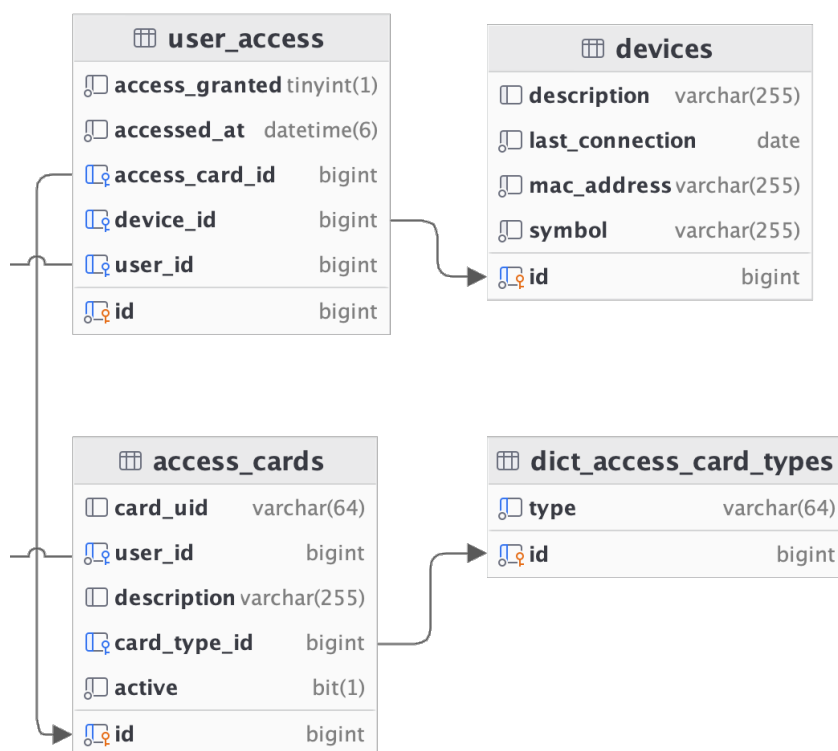 user_access
access_granted tinyint(1)
accessed_at datetime(6)
access_card_id bigint
device_id bigint
user_id bigint
id bigint
devices
description varchar(255)
last_connection date
mac_address varchar(255)
symbol varchar(255)
id bigint
access_cards
card_uid varchar(64)
user_id bigint
description varchar(255)
card_type_id bigint
active bit(1)
id bigint
dict_access_card_types
type varchar(64)
id bigint